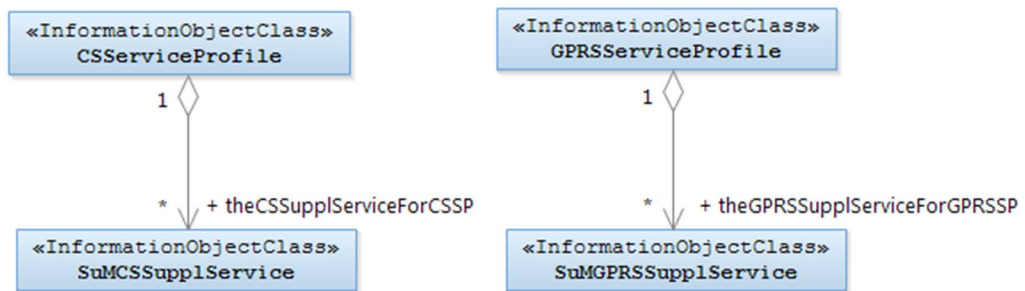 «InformationObjectClass»
CSServiceProfile
1
* + theCSSupplServiceForCSSP
«InformationObjectClass»
SuMCSSupplService
«InformationObjectClass»
GPRSServiceProfile
1
* + theGPRSSupplServiceForGPRSSP
«InformationObjectClass»
SuMGPRSSupplService